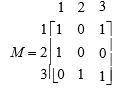 1 2 3
1 [1 0 1]
M = 2 [1 0 0]
3 [0 1 1]